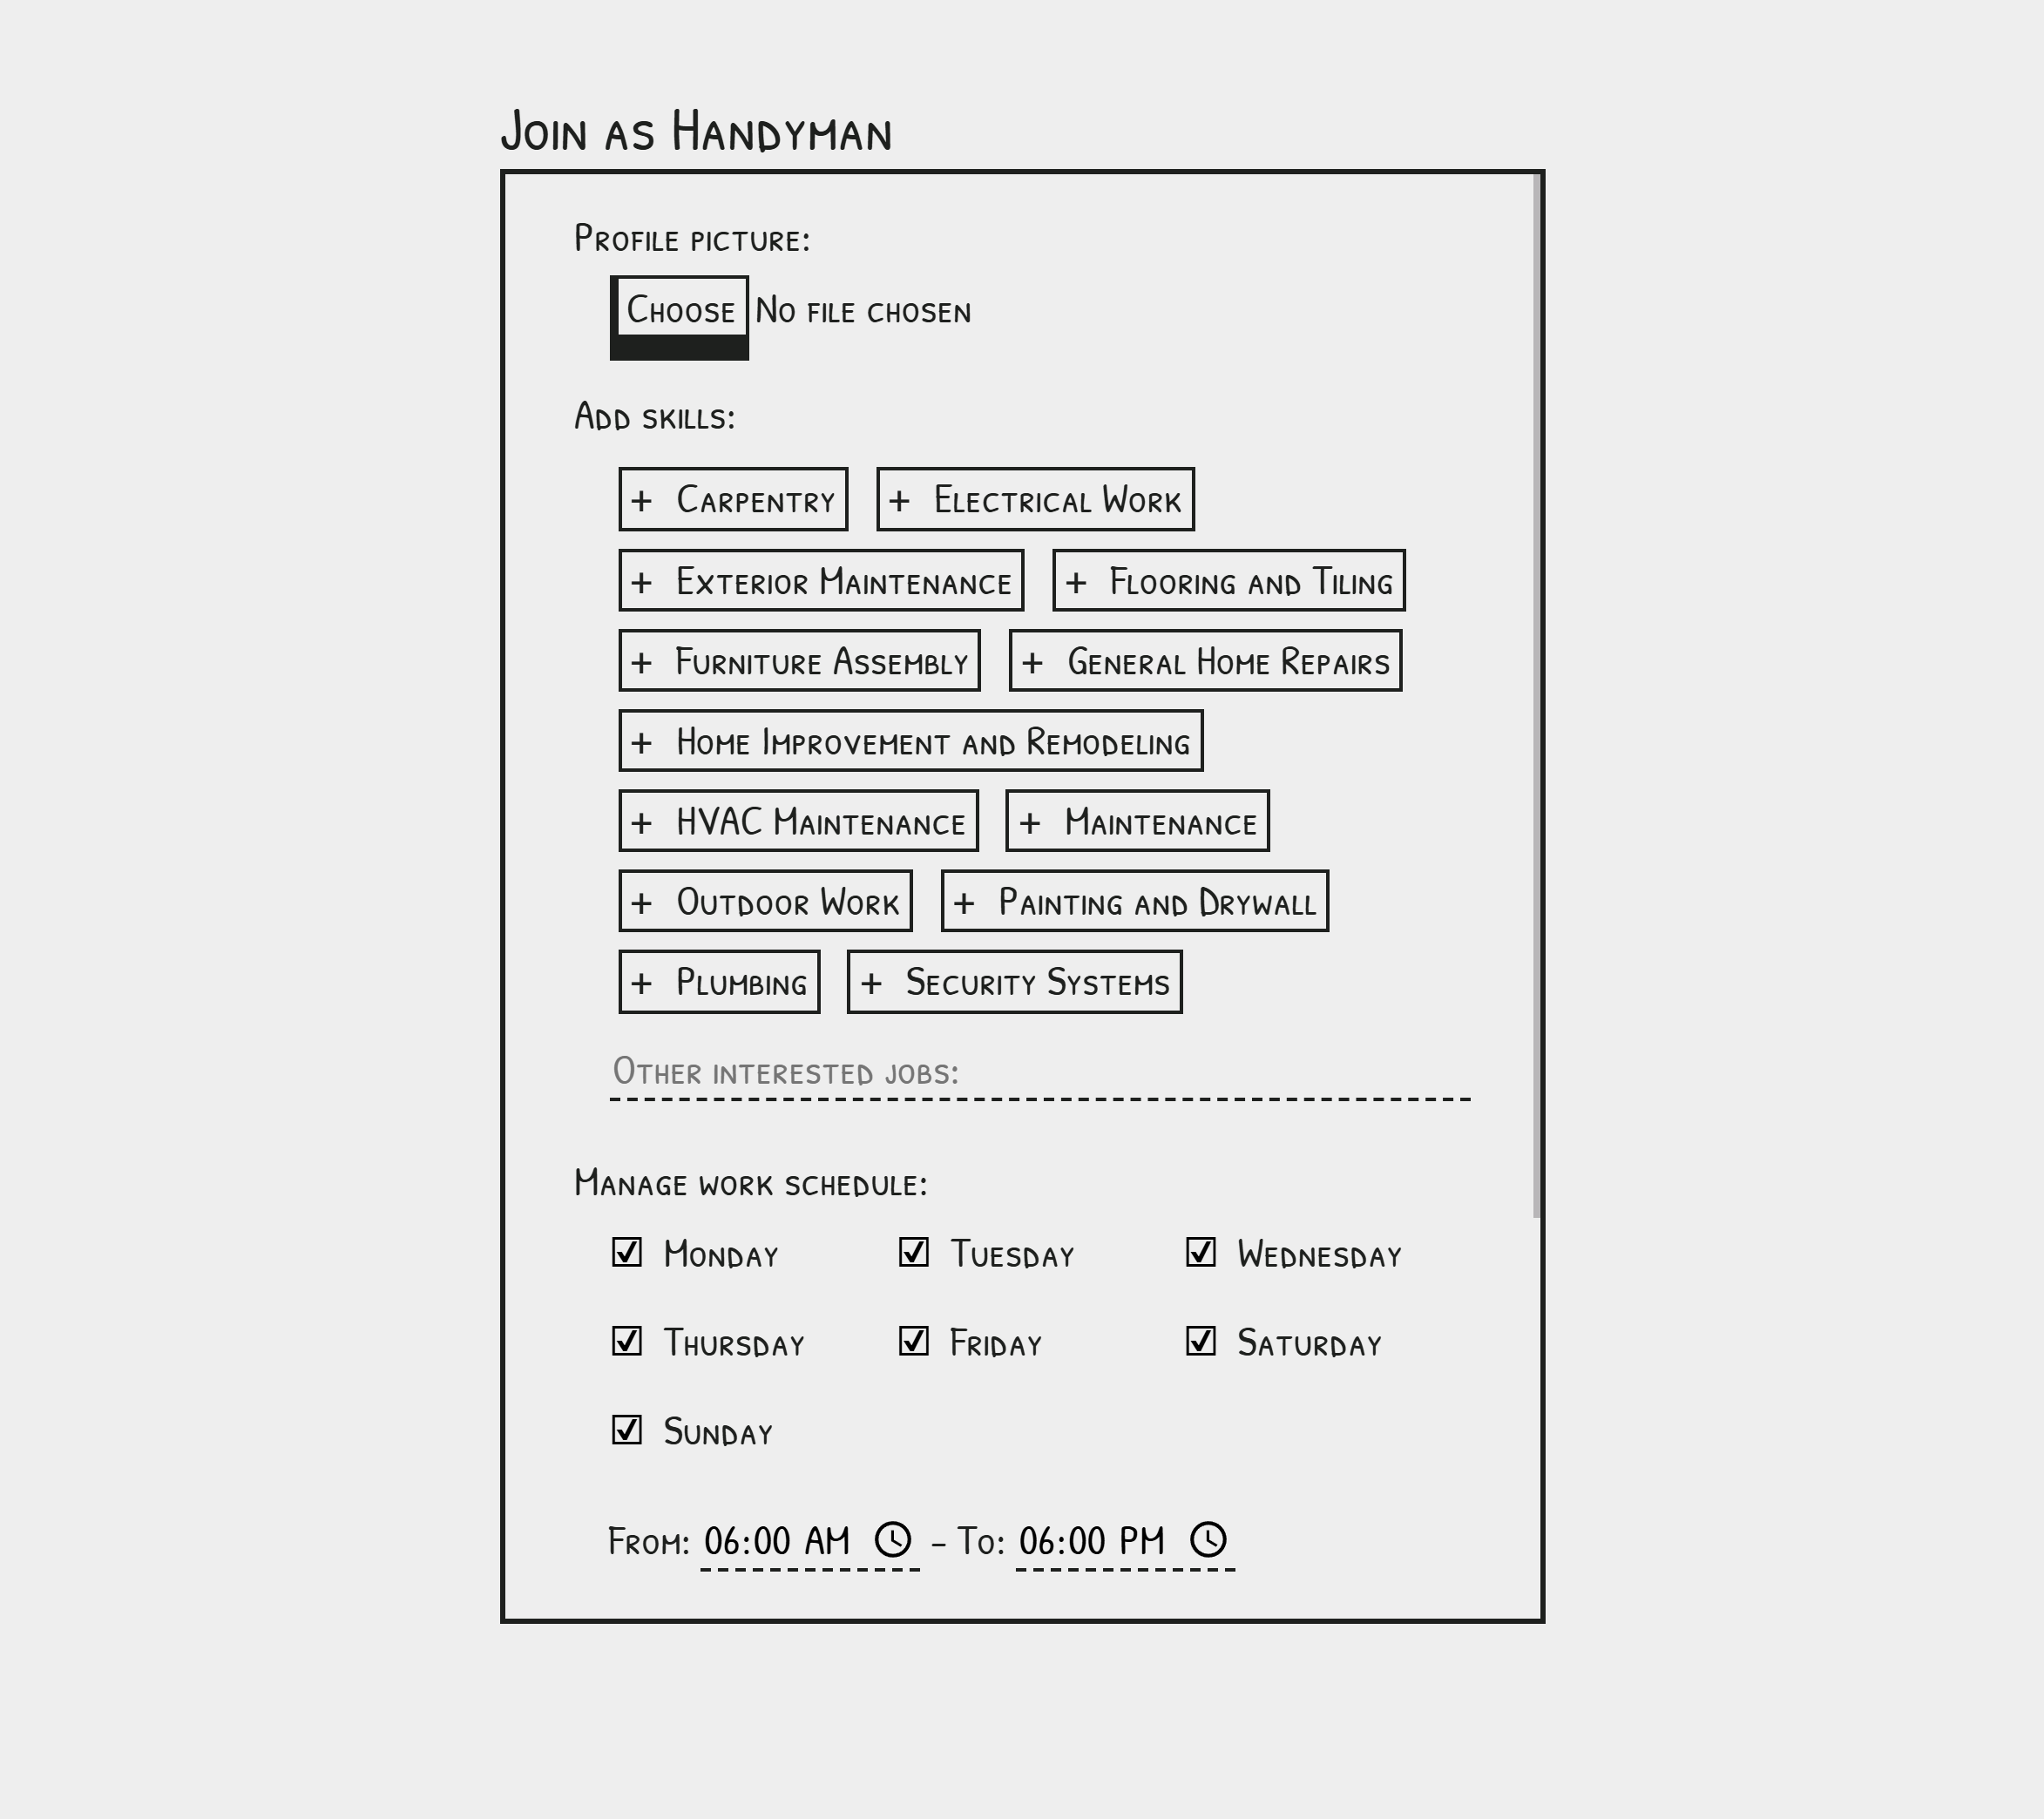 Join as Handyman
Profile picture:
Choose No file chosen
Add skills:
+ Carpentry + Electrical Work
+ Exterior Maintenance + Flooring and Tiling
+ Furniture Assembly + General Home Repairs
+ Home Improvement and Remodeling
+ HVAC Maintenance + Maintenance
+ Outdoor Work + Painting and Drywall
+ Plumbing + Security Systems
Other interested jobs:
Manage work schedule:
Monday Tuesday Wednesday
Thursday Friday Saturday
Sunday
From: 06:00 AM – To: 06:00 PM